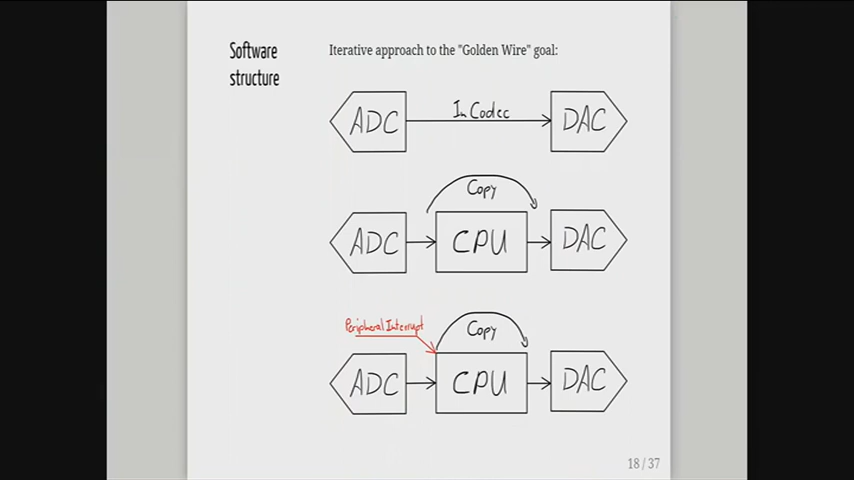 Software
structure
Iterative approach to the "Golden Wire" goal:
ADC
In Codec
DAC
Copy
ADC
CPU
DAC
Peripheral Interrupt
Copy
ADC
CPU
DAC
18 / 37